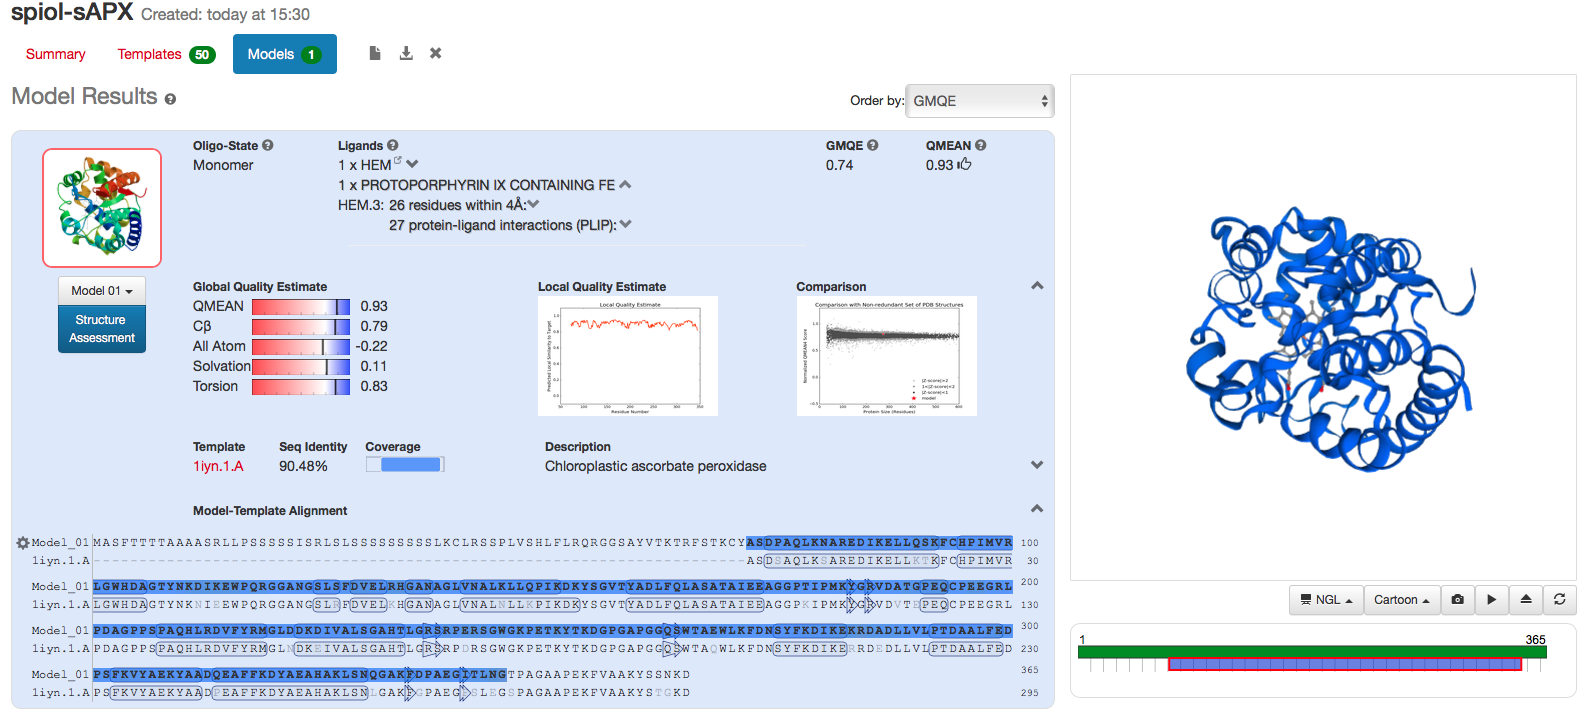 spiol-sAPX Created: today at 15:30
Summary Templates 50 Models 1
Model Results
Order by: GMQE
Oligo-State Ligands GMQE QMEAN
Monomer 1 x HEM 0.74 0.93
1 x PROTOPORPHYRIN IX CONTAINING FE
HEM.3: 26 residues within 4Å:
27 protein-ligand interactions (PLIP):
Model 01
Structure Assessment
Global Quality Estimate Local Quality Estimate Comparison
QMEAN 0.93
Cβ 0.79
All Atom -0.22
Solvation 0.11
Torsion 0.83
Local Quality Estimate
Predicted Local Similarity to Target
Residue Number
Comparison with Non-redundant Set of PDB Structures
Normalized QMEAN4 Score
|Z-score|>2
1<|Z-score|<2
|Z-score|<1
model
Protein Size (Residues)
Template Seq Identity Coverage Description
1iyn.1.A 90.48% Chloroplastic ascorbate peroxidase
Model-Template Alignment
Model_01 MASFTTTTAAAASRLLPSSSSSISRLSLSSSSSSSSSLKCLRSSPLVSHLFLRQRGGSAYVTKTRFSTKCYASDPAQLKNAREDIKELLQSKFCHPIMVR 100
1iyn.1.A ASDSAQLKSAREDIKELLKTKFCHPIMVR 30
Model_01 LGWHDAGTYNKDIKEWPQRGGANGSLSFDVELRHGANAGLVNALKLLQPIKDKYSGVTYADLFQLASATAIEEAGGPTIPMKYGRVDATGPEQCPEEGRL 200
1iyn.1.A LGWHDAGTYNKNIEEWPQRGGANGSLRFDVELKHGANAGLVNALNLLKPIKDKYSGVTYADLFQLASATAIEEAGGPKIPMKYGRVDVTEPEQCPEEGRL 130
Model_01 PDAGPPSPAQHLRDVFYRMGLDDKDIVALSGAHTLGRSRPERSGWGKPETKYTKDGPGAPGGQSWTAEWLKFDNSYFKDIKEKRDADLLVLPTDAALFED 300
1iyn.1.A PDAGPPSPAQHLRDVFYRMGLNDKEIVALSGAHTLGRSRPDRSGWGKPETKYTKDGPGAPGGQSWTAQWLKFDNSYFKDIKERRDEDLLVLPTDAALFED 230
Model_01 PSFKVYAEKYAADQEAFFKDYAEAHAKLSNQGAKFDPAEGITLNGTPAGAAPEKFVAAKYSSNKD 365
1iyn.1.A PSFKVYAEKYAADPEAFFKDYAEAHAKLSNLGAKFGPAEGFSLEGSPAGAAPEKFVAAKYSTGKD 295
NGL Cartoon
1 365